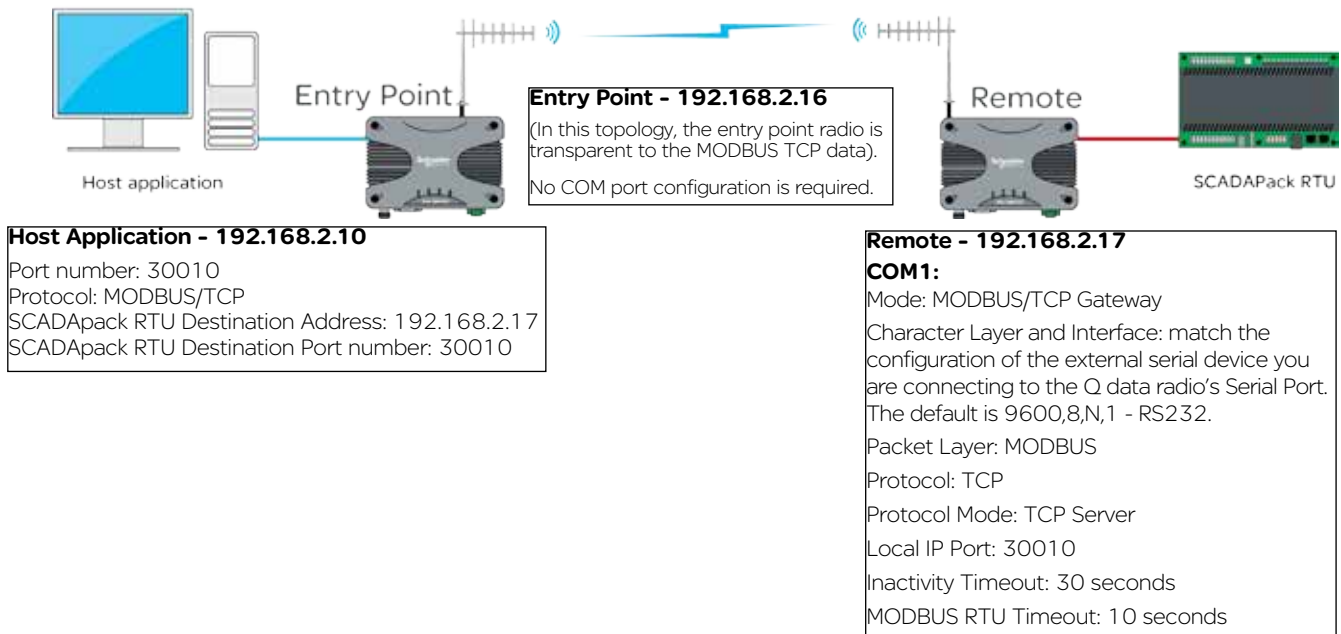 Entry Point
Remote
Host application
SCADAPack RTU
Entry Point - 192.168.2.16
(In this topology, the entry point radio is
transparent to the MODBUS TCP data).
No COM port configuration is required.
Host Application - 192.168.2.10
Port number: 30010
Protocol: MODBUS/TCP
SCADApack RTU Destination Address: 192.168.2.17
SCADApack RTU Destination Port number: 30010
Remote - 192.168.2.17
COM1:
Mode: MODBUS/TCP Gateway
Character Layer and Interface: match the
configuration of the external serial device you
are connecting to the Q data radio's Serial Port.
The default is 9600,8,N,1 - RS232.
Packet Layer: MODBUS
Protocol: TCP
Protocol Mode: TCP Server
Local IP Port: 30010
Inactivity Timeout: 30 seconds
MODBUS RTU Timeout: 10 seconds